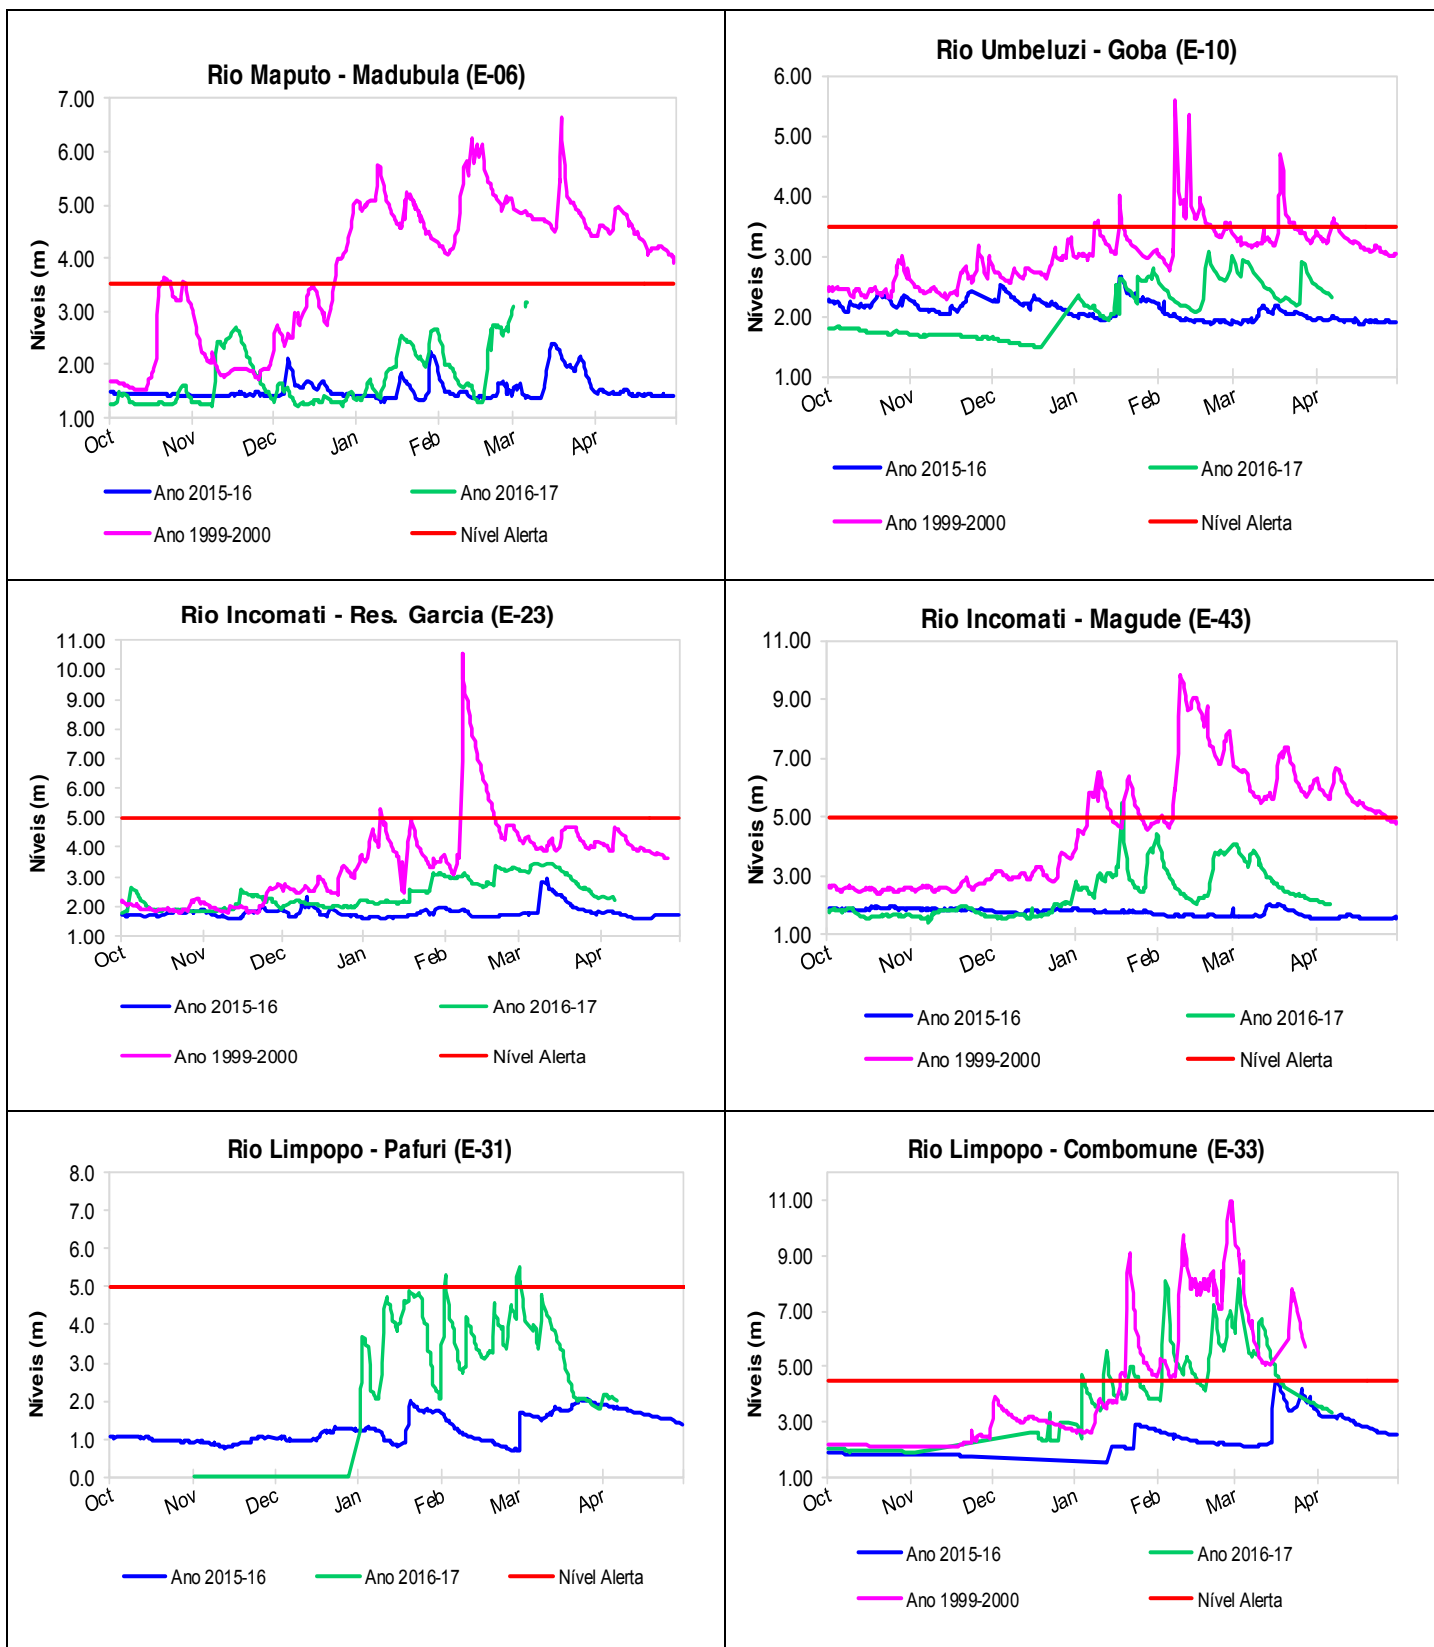 Rio Maputo - Madubula (E-06)
Níveis (m)
7.00
6.00
5.00
4.00
3.00
2.00
1.00
Oct Nov Dec Jan Feb Mar Apr
Ano 2015-16 Ano 2016-17
Ano 1999-2000 Nível Alerta
Rio Umbeluzi - Goba (E-10)
Níveis (m)
6.00
5.00
4.00
3.00
2.00
1.00
Oct Nov Dec Jan Feb Mar Apr
Ano 2015-16 Ano 2016-17
Ano 1999-2000 Nível Alerta
Rio Incomati - Res. Garcia (E-23)
Níveis (m)
11.00
10.00
9.00
8.00
7.00
6.00
5.00
4.00
3.00
2.00
1.00
Oct Nov Dec Jan Feb Mar Apr
Ano 2015-16 Ano 2016-17
Ano 1999-2000 Nível Alerta
Rio Incomati - Magude (E-43)
Níveis (m)
11.00
9.00
7.00
5.00
3.00
1.00
Oct Nov Dec Jan Feb Mar Apr
Ano 2015-16 Ano 2016-17
Ano 1999-2000 Nível Alerta
Rio Limpopo - Pafuri (E-31)
Níveis (m)
8.0
7.0
6.0
5.0
4.0
3.0
2.0
1.0
0.0
Oct Nov Dec Jan Feb Mar Apr
Ano 2015-16 Ano 2016-17 Nível Alerta
Rio Limpopo - Combomune (E-33)
Níveis (m)
11.00
9.00
7.00
5.00
3.00
1.00
Oct Nov Dec Jan Feb Mar Apr
Ano 2015-16 Ano 2016-17
Ano 1999-2000 Nível Alerta